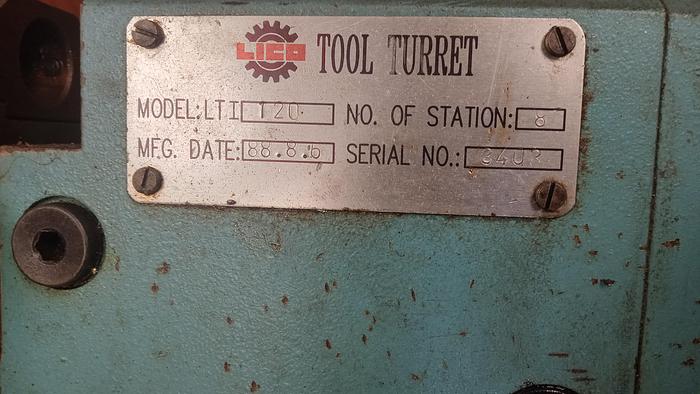 LICO TOOL TURRET
MODEL:LTI 120 NO. OF STATION: 8
MFG. DATE: 88.8.6 SERIAL NO.: